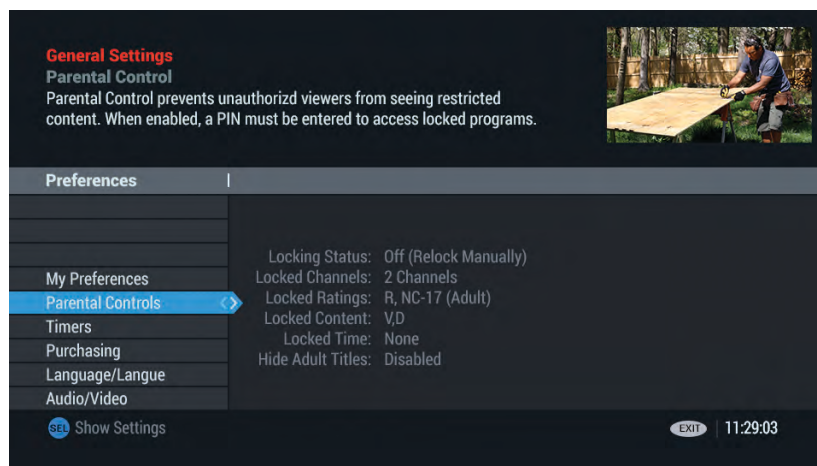 General Settings
Parental Control
Parental Control prevents unauthorizd viewers from seeing restricted
content. When enabled, a PIN must be entered to access locked programs.
Preferences
Locking Status: Off (Relock Manually)
My Preferences
Locked Channels: 2 Channels
Parental Controls
Locked Ratings: R, NC-17 (Adult)
Timers
Locked Content: V,D
Locked Time: None
Purchasing
Hide Adult Titles: Disabled
Language/Langue
Audio/Video
SEL Show Settings
EXIT 11:29:03